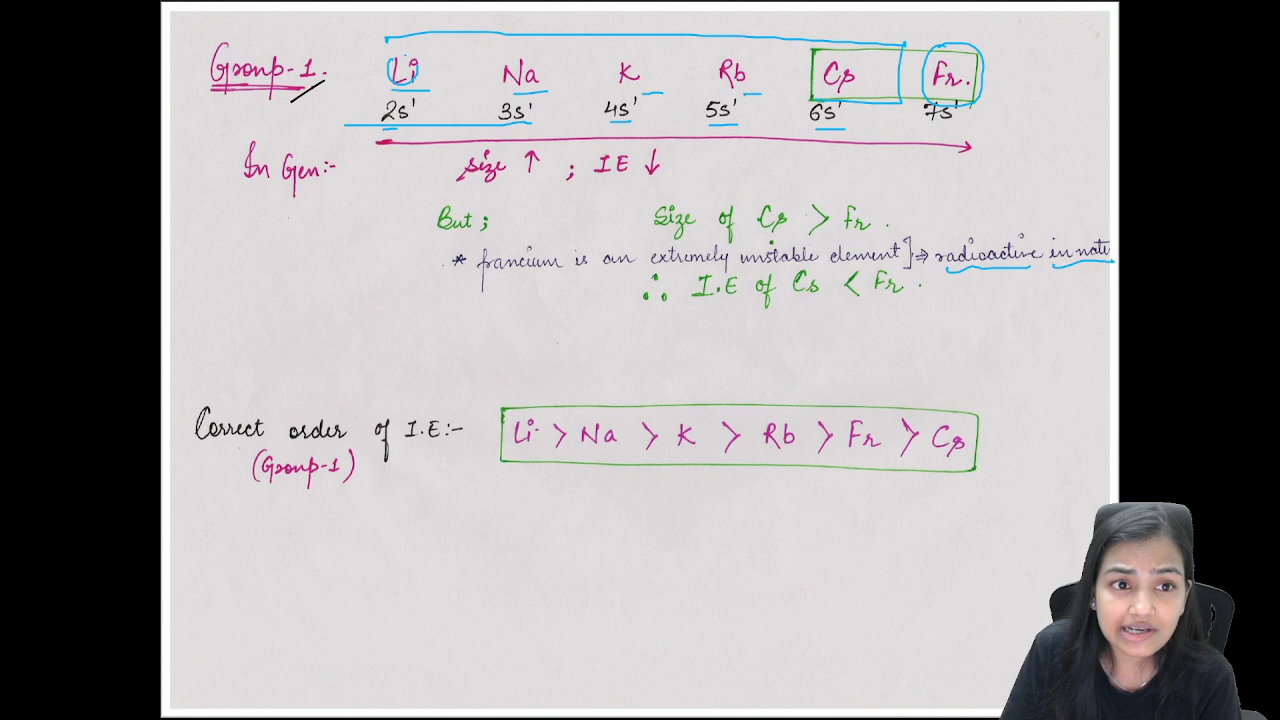 Group-1. Li Na K Rb Cs Fr.
2s¹ 3s¹ 4s¹ 5s¹ 6s¹ 7s¹
In Gen:- size ↑ ; IE ↓
But ; Size of Cs > Fr.
* francium is an extremely unstable element] ⇒ radioactive in natu
∴ I.E of Cs < Fr.
Correct order of I.E:- Li > Na > K > Rb > Fr > Cs
(Group-1)